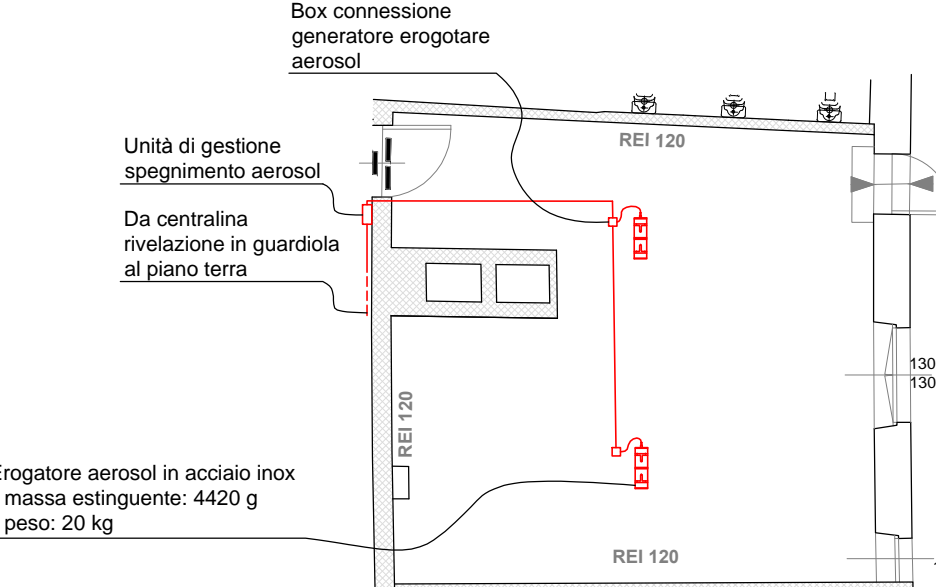 Box connessione
generatore erogotare
aerosol
REI 120
Unità di gestione
spegnimento aerosol
Da centralina
rivelazione in guardiola
al piano terra
130
130
REI 120
Erogatore aerosol in acciaio inox
massa estinguente: 4420 g
peso: 20 kg
REI 120